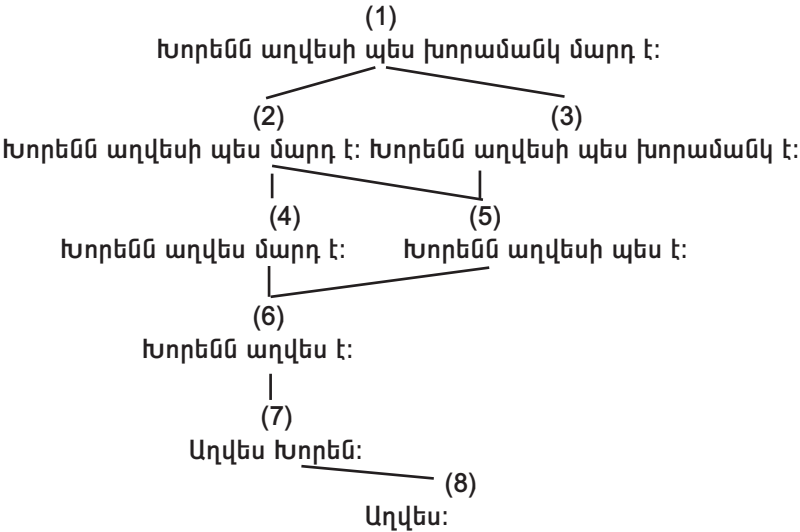 (1)
Խորենն աղվեսի պես խորամանկ մարդ է:
(2) (3)
Խորենն աղվեսի պես մարդ է: Խորենն աղվեսի պես խորամանկ է:
(4) (5)
Խորենն աղվես մարդ է: Խորենն աղվեսի պես է:
(6)
Խորենն աղվես է:
(7)
Աղվես Խորեն:
(8)
Աղվես: